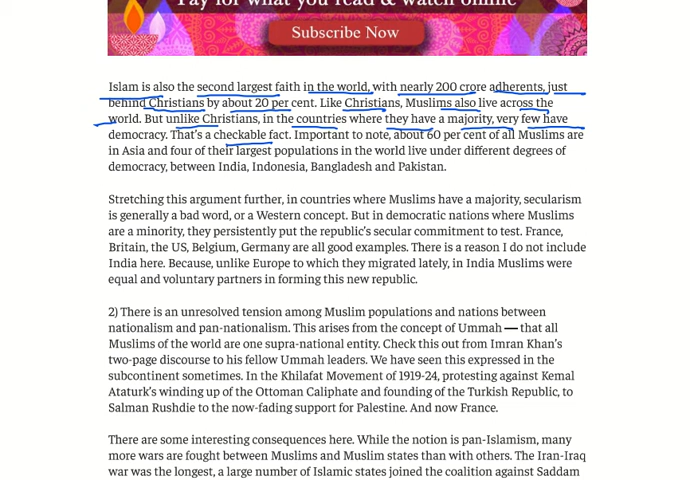 Pay for what you read & watch online
Subscribe Now
Islam is also the second largest faith in the world, with nearly 200 crore adherents, just
behind Christians by about 20 per cent. Like Christians, Muslims also live across the
world. But unlike Christians, in the countries where they have a majority, very few have
democracy. That’s a checkable fact. Important to note, about 60 per cent of all Muslims are
in Asia and four of their largest populations in the world live under different degrees of
democracy, between India, Indonesia, Bangladesh and Pakistan.
Stretching this argument further, in countries where Muslims have a majority, secularism
is generally a bad word, or a Western concept. But in democratic nations where Muslims
are a minority, they persistently put the republic’s secular commitment to test. France,
Britain, the US, Belgium, Germany are all good examples. There is a reason I do not include
India here. Because, unlike Europe to which they migrated lately, in India Muslims were
equal and voluntary partners in forming this new republic.
2) There is an unresolved tension among Muslim populations and nations between
nationalism and pan-nationalism. This arises from the concept of Ummah — that all
Muslims of the world are one supra-national entity. Check this out from Imran Khan’s
two-page discourse to his fellow Ummah leaders. We have seen this expressed in the
subcontinent sometimes. In the Khilafat Movement of 1919-24, protesting against Kemal
Ataturk’s winding up of the Ottoman Caliphate and founding of the Turkish Republic, to
Salman Rushdie to the now-fading support for Palestine. And now France.
There are some interesting consequences here. While the notion is pan-Islamism, many
more wars are fought between Muslims and Muslim states than with others. The Iran-Iraq
war was the longest, a large number of Islamic states joined the coalition against Saddam